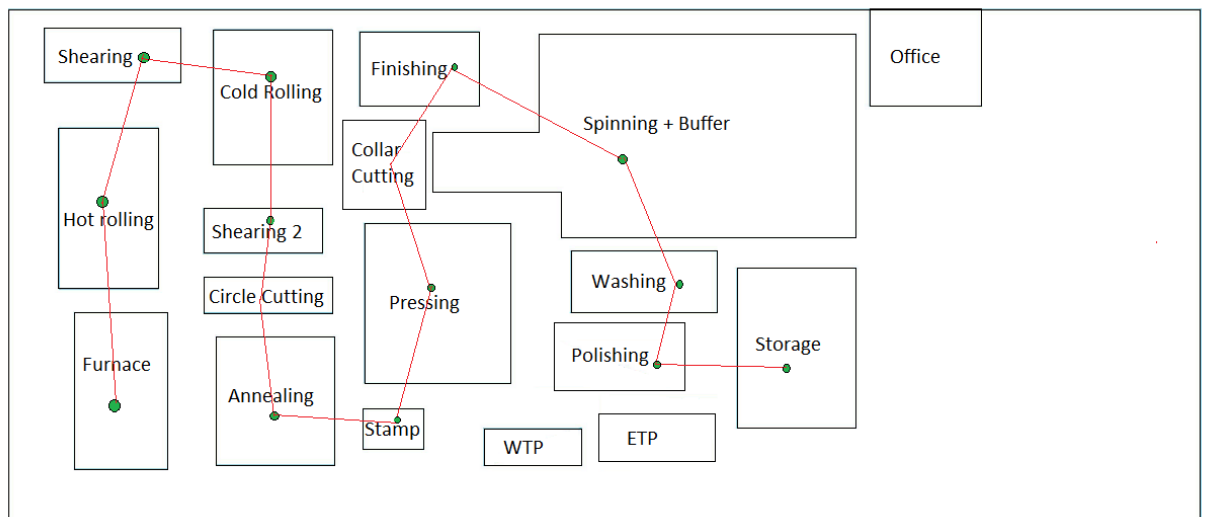 Shearing
Cold Rolling
Finishing
Office
Spinning + Buffer
Collar
Cutting
Hot rolling
Shearing 2
Circle Cutting
Pressing
Washing
Furnace
Polishing
Storage
Annealing
Stamp
WTP
ETP